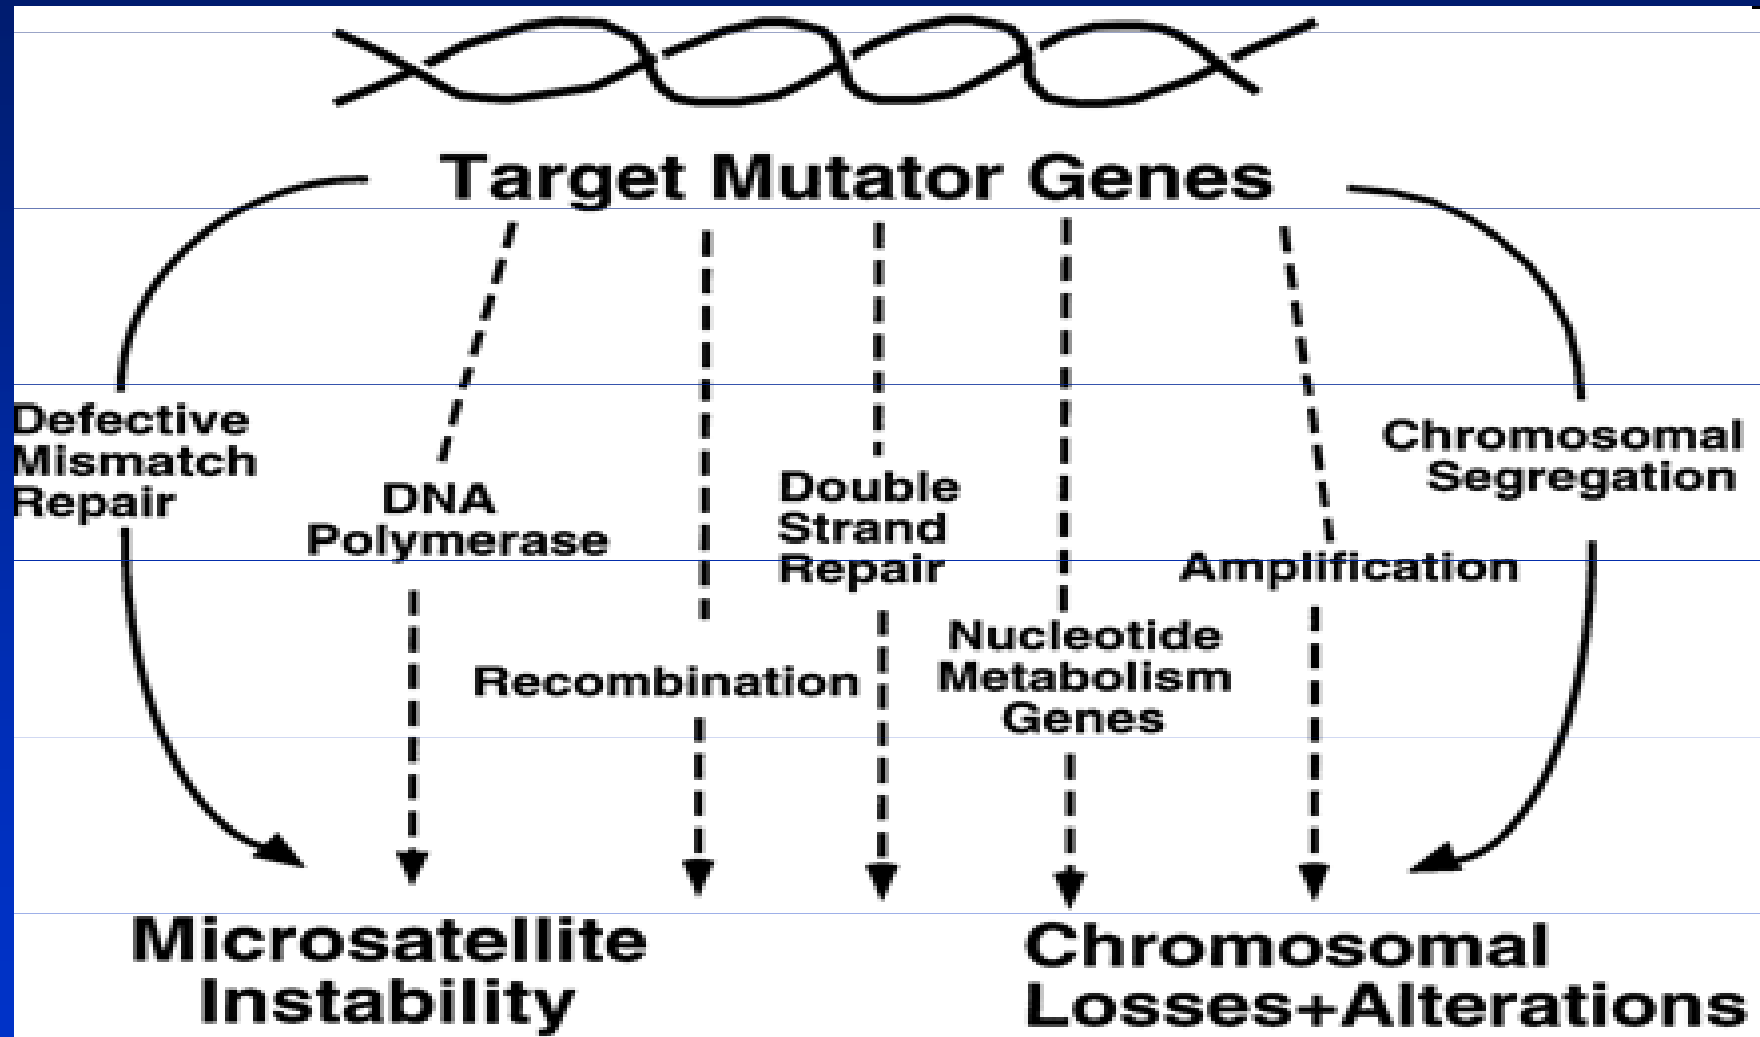 Target Mutator Genes
Defective
Mismatch
Repair
DNA
Polymerase
Recombination
Double
Strand
Repair
Nucleotide
Metabolism
Genes
Amplification
Chromosomal
Segregation
Microsatellite
Instability
Chromosomal
Losses+Alterations